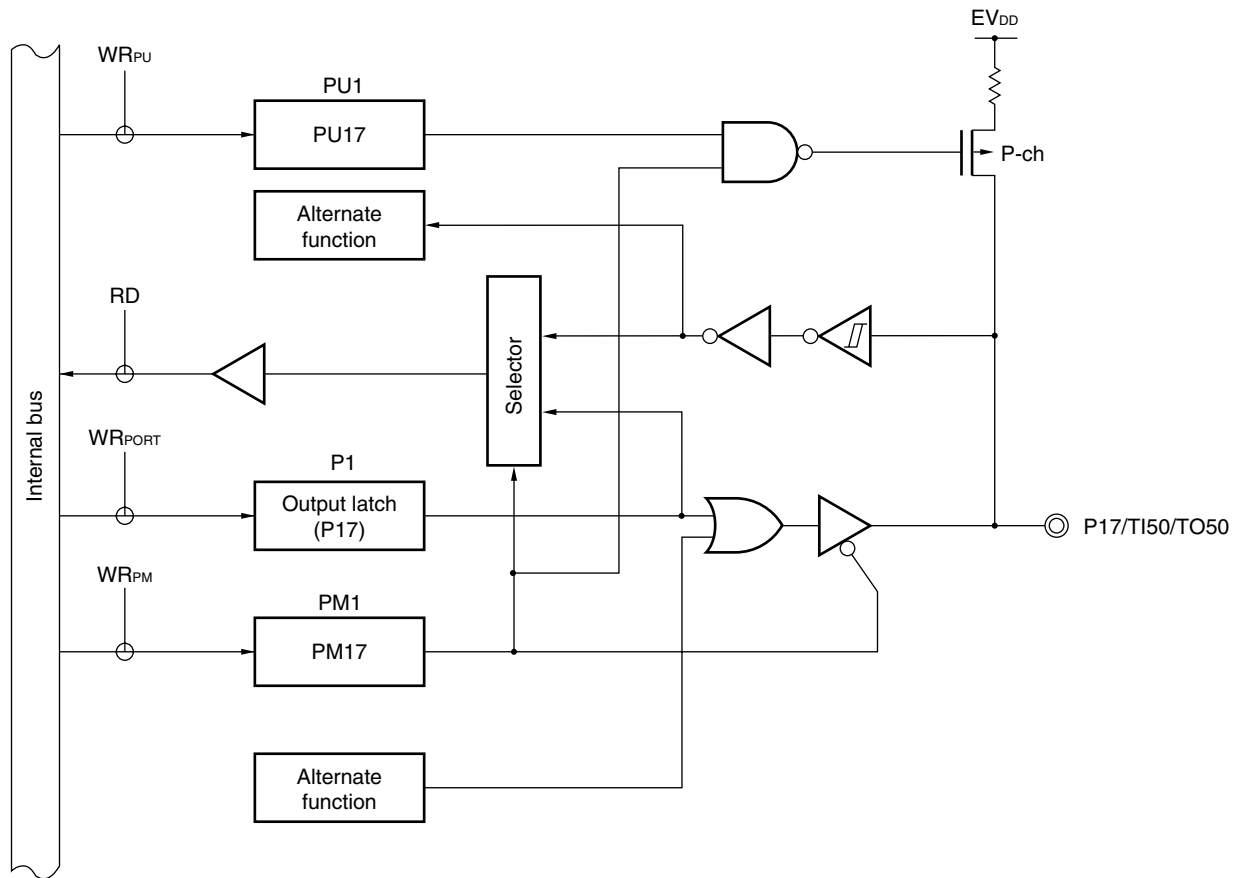 EVDD
WRPU
PU1
PU17
P-ch
Alternate
function
RD
Selector
Internal bus
WRPORT
P1
Output latch
(P17)
P17/TI50/TO50
WRPM
PM1
PM17
Alternate
function